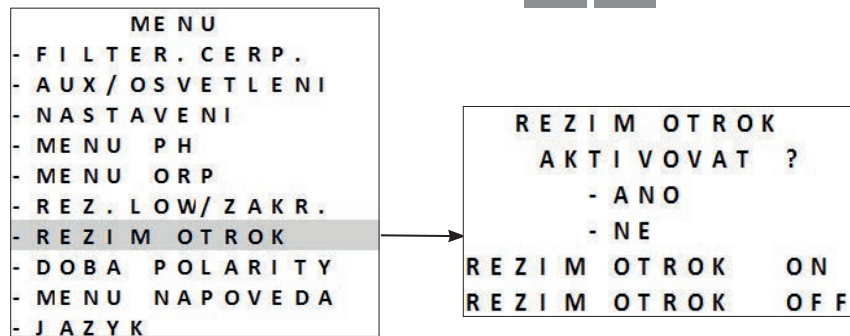 MENU
- FILTER. CERP.
- AUX/OSVETLENI
- NASTAVENI
- MENU PH
- MENU ORP
- REZ. LOW/ZAKR.
- REZIM OTROK
- DOBA POLARITY
- MENU NAPOVEDA
- JAZYK
REZIM OTROK
AKTIVOVAT ?
- ANO
- NE
REZIM OTROK ON
REZIM OTROK OFF